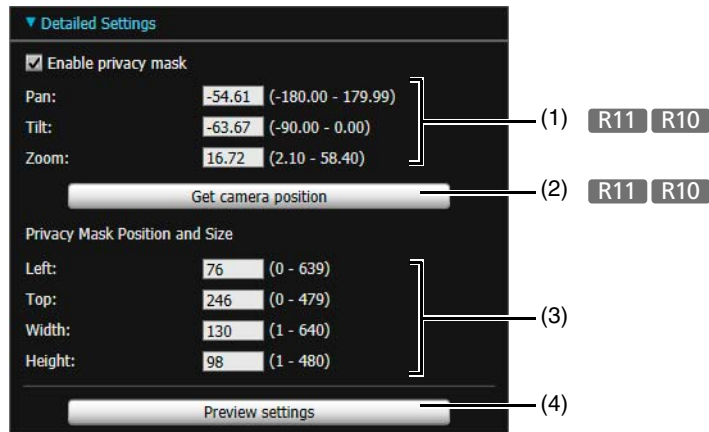 ▼ Detailed Settings
Enable privacy mask
Pan: -54.61 (-180.00 - 179.99)
Tilt: -63.67 (-90.00 - 0.00) (1) R11 R10
Zoom: 16.72 (2.10 - 58.40)
Get camera position (2) R11 R10
Privacy Mask Position and Size
Left: 76 (0 - 639)
Top: 246 (0 - 479)
(3)
Width: 130 (1 - 640)
Height: 98 (1 - 480)
Preview settings (4)